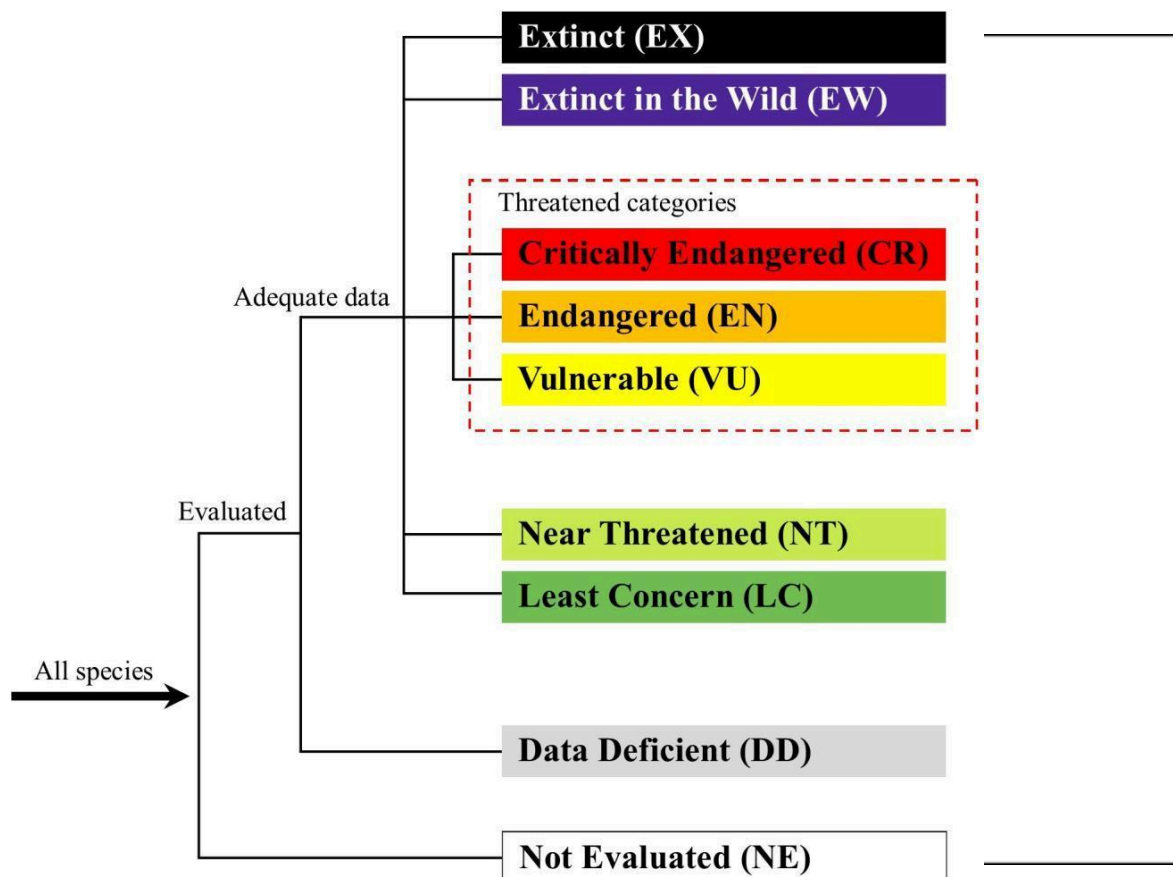 Extinct (EX)
Extinct in the Wild (EW)
Threatened categories
Critically Endangered (CR)
Adequate data
Endangered (EN)
Vulnerable (VU)
Evaluated
Near Threatened (NT)
Least Concern (LC)
All species
Data Deficient (DD)
Not Evaluated (NE)